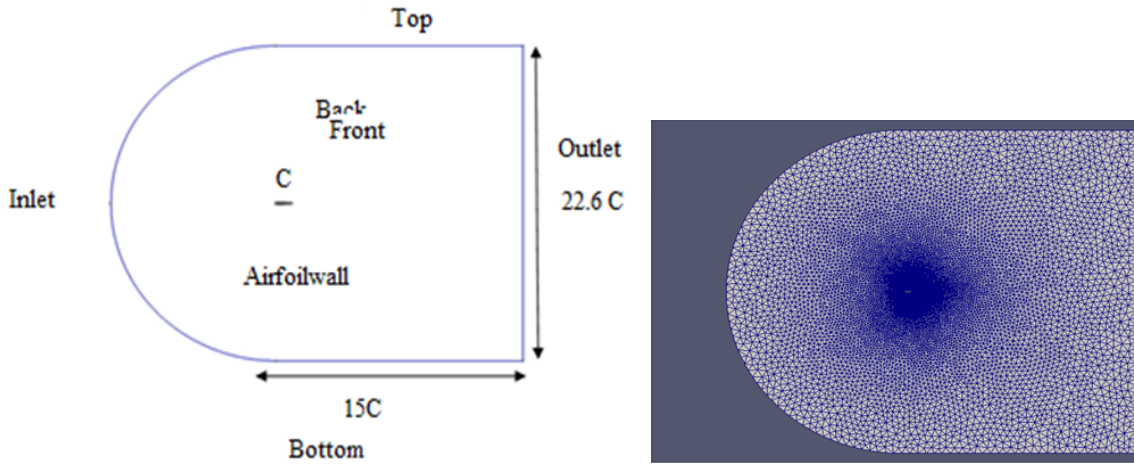 Top
Back
Front
Outlet
C
Inlet
22.6 C
Airfoilwall
15C
Bottom